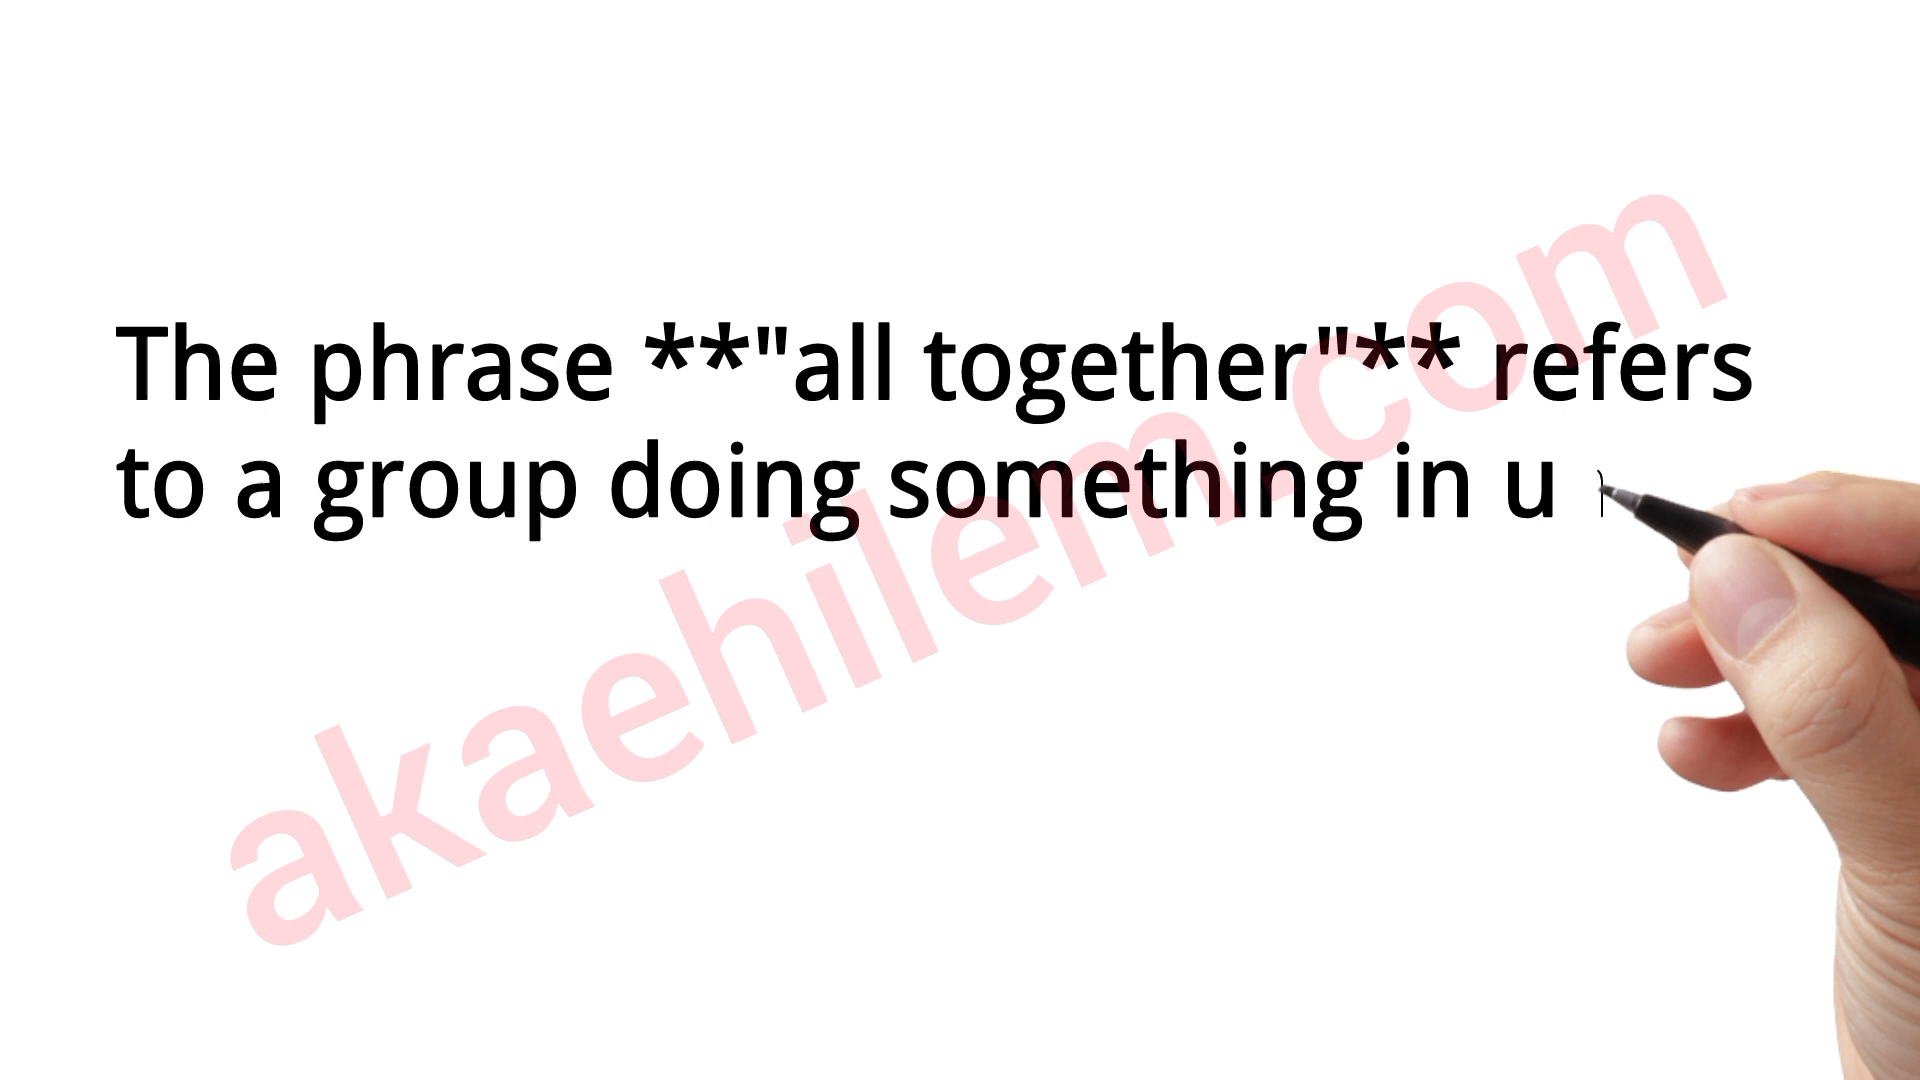 The phrase **"all together"** refers
to a group doing something in u
akaehilem.com